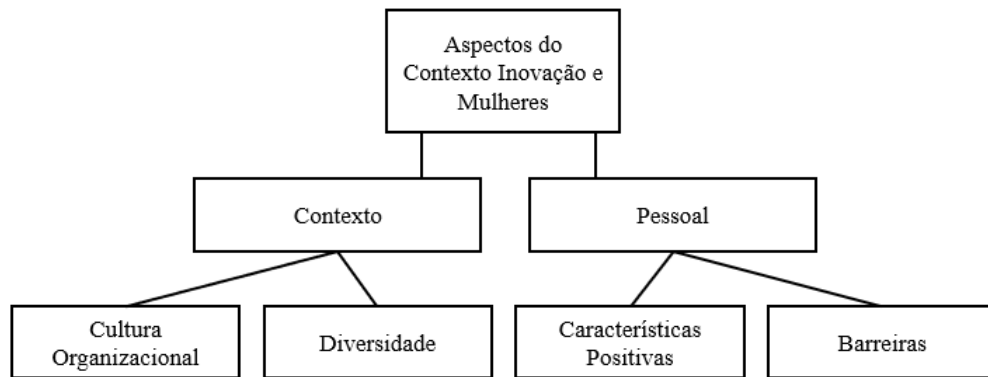 Aspectos do
Contexto Inovação e
Mulheres
Contexto
Pessoal
Cultura
Organizacional
Diversidade
Características
Positivas
Barreiras